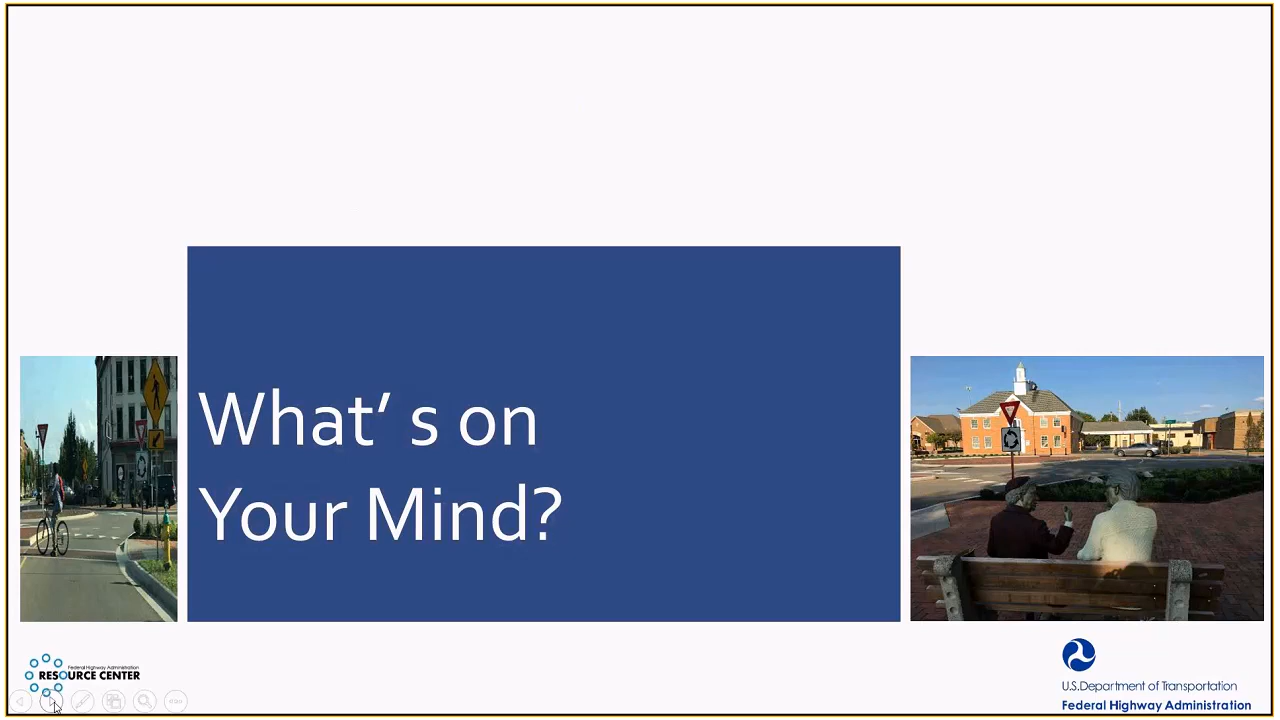 What’ s on
Your Mind?
Federal Highway Administration
RESOURCE CENTER
U.S.Department of Transportation
Federal Highway Administration